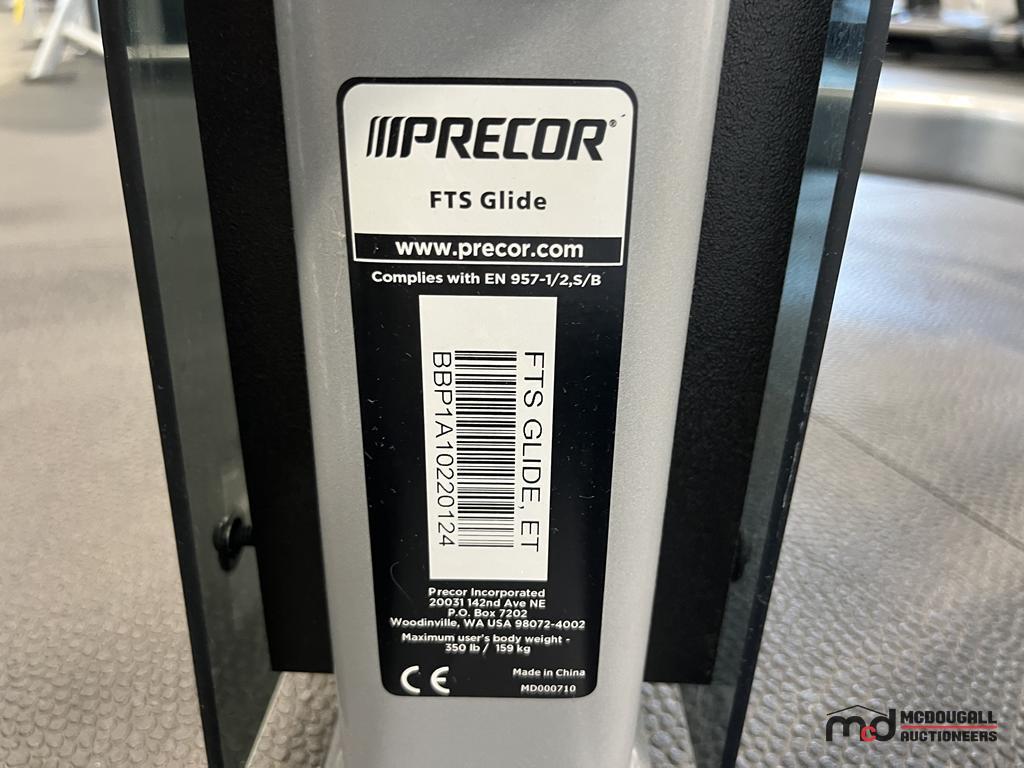 PRECOR®
FTS Glide
www.precor.com
Complies with EN 957-1/2,S/B
FTS GLIDE, ET
BBP1A10220124
Precor Incorporated
20031 142nd Ave NE
P.O. Box 7202
Woodinville, WA USA 98072-4002
Maximum user's body weight -
350 lb / 159 kg
CE
Made in China
MD000710
mcd MCDOUGALL
AUCTIONEERS